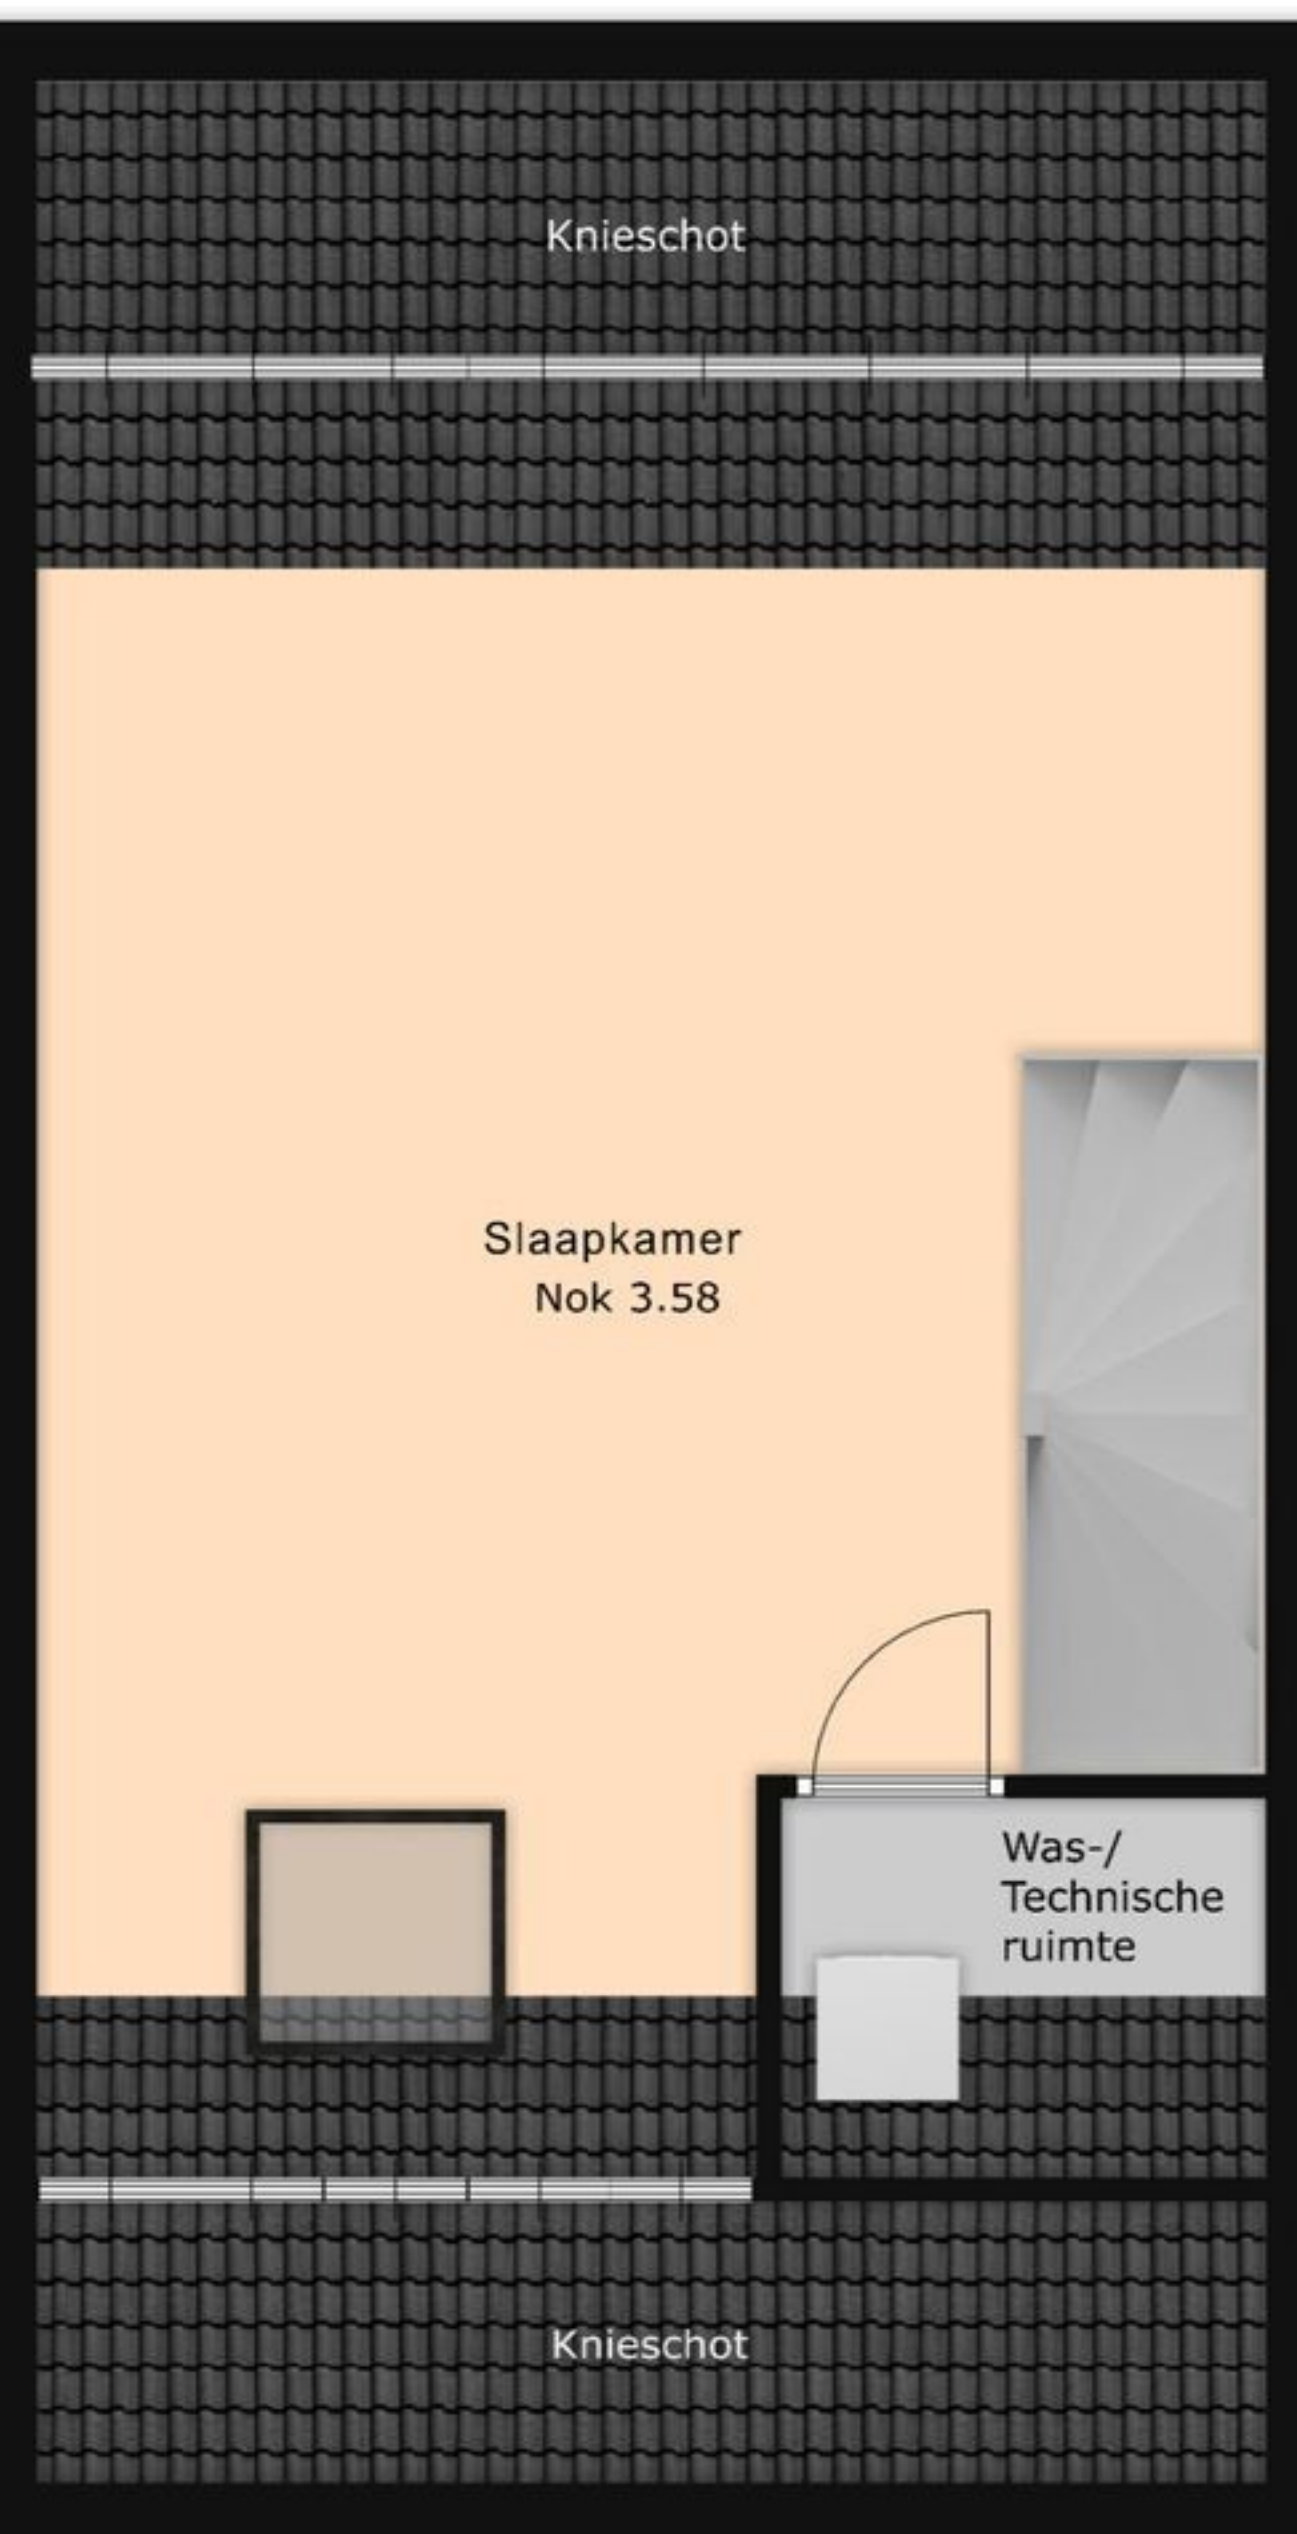 Knieschot
Slaapkamer
Nok 3.58
Was-/
Technische
ruimte
Knieschot